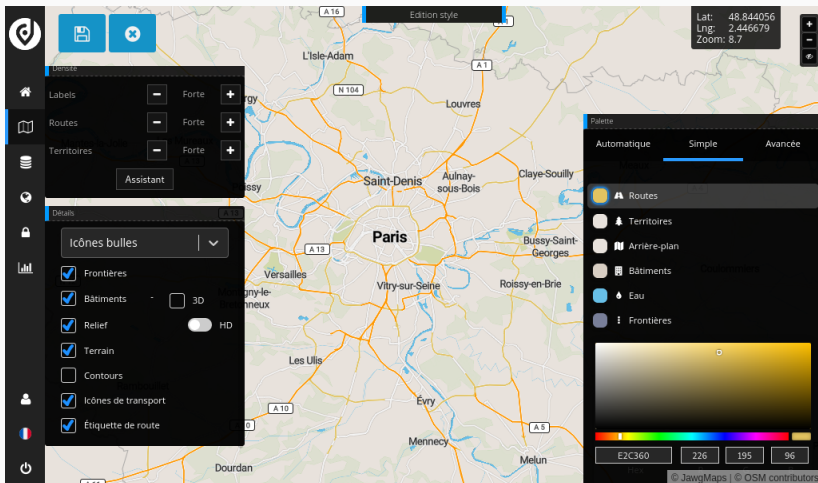 Edition style
Lat: 48.844056
Lng: 2.446679
Zoom: 8.7
A 16
L'Isle-Adam
A 1
N 104
Louvres
Densité
Labels
Forte
Routes
Forte
Territoires
Forte
Assistant
Saint-Denis
Aulnay-
sous-Bois
Claye-Souilly
Paris
A 13
Bussy-Saint-
Georges
Versailles
Vitry-sur-Seine
Roissy-en-Brie
Les Ulis
Évry
A 10
A 5
Mennecy
Melun
Dourdan
Détails
Icônes bulles
Frontières
Bâtiments
-
3D
Relief
HD
Terrain
Contours
Icônes de transport
Étiquette de route
Palette
Automatique
Simple
Avancée
Routes
Territoires
Arrière-plan
Bâtiments
Eau
Frontières
E2C360
226
195
96
© JawgMaps | © OSM contributors